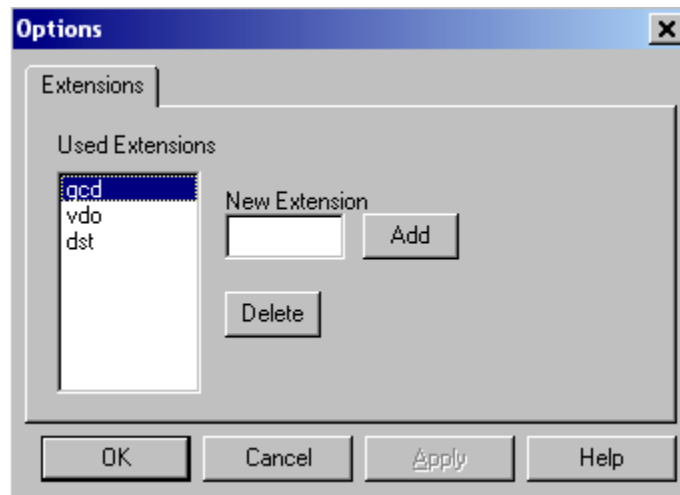 Options
Extensions
Used Extensions
gcd
vdo
dst
New Extension
Add
Delete
OK
Cancel
Apply
Help